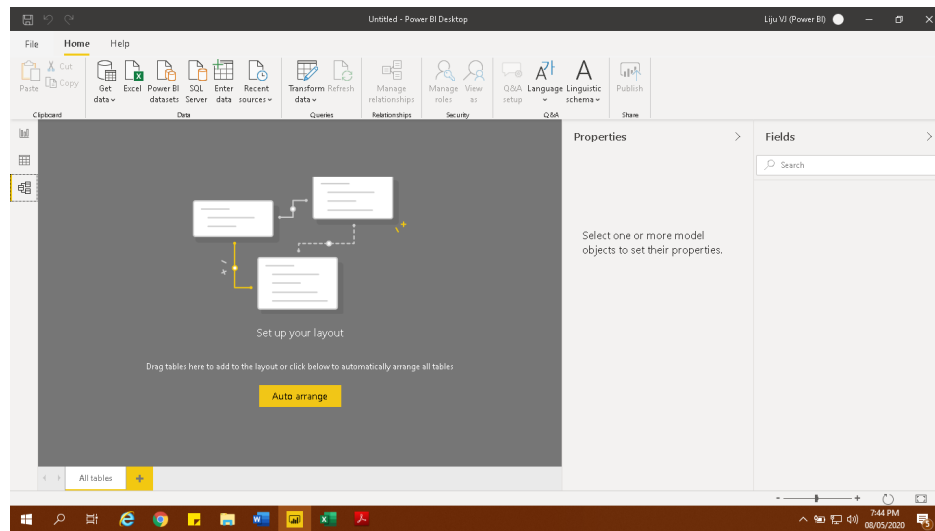 Untitled - Power BI Desktop
Liju VJ (Power BI)
File Home Help
Paste
Cut
Copy
Get data
Excel
Power BI datasets
SQL Server
Enter data
Recent sources
Transform data
Refresh
Manage relationships
Manage roles
View as
Q&A setup
가
Language
A
Linguistic schema
Publish
Clipboard
Data
Queries
Relationships
Security
Q&A
Share
Properties
Fields
Search
Select one or more model
objects to set their properties.
Set up your layout
Drag tables here to add to the layout or click below to automatically arrange all tables
Auto arrange
All tables
7:44 PM
08/05/2020